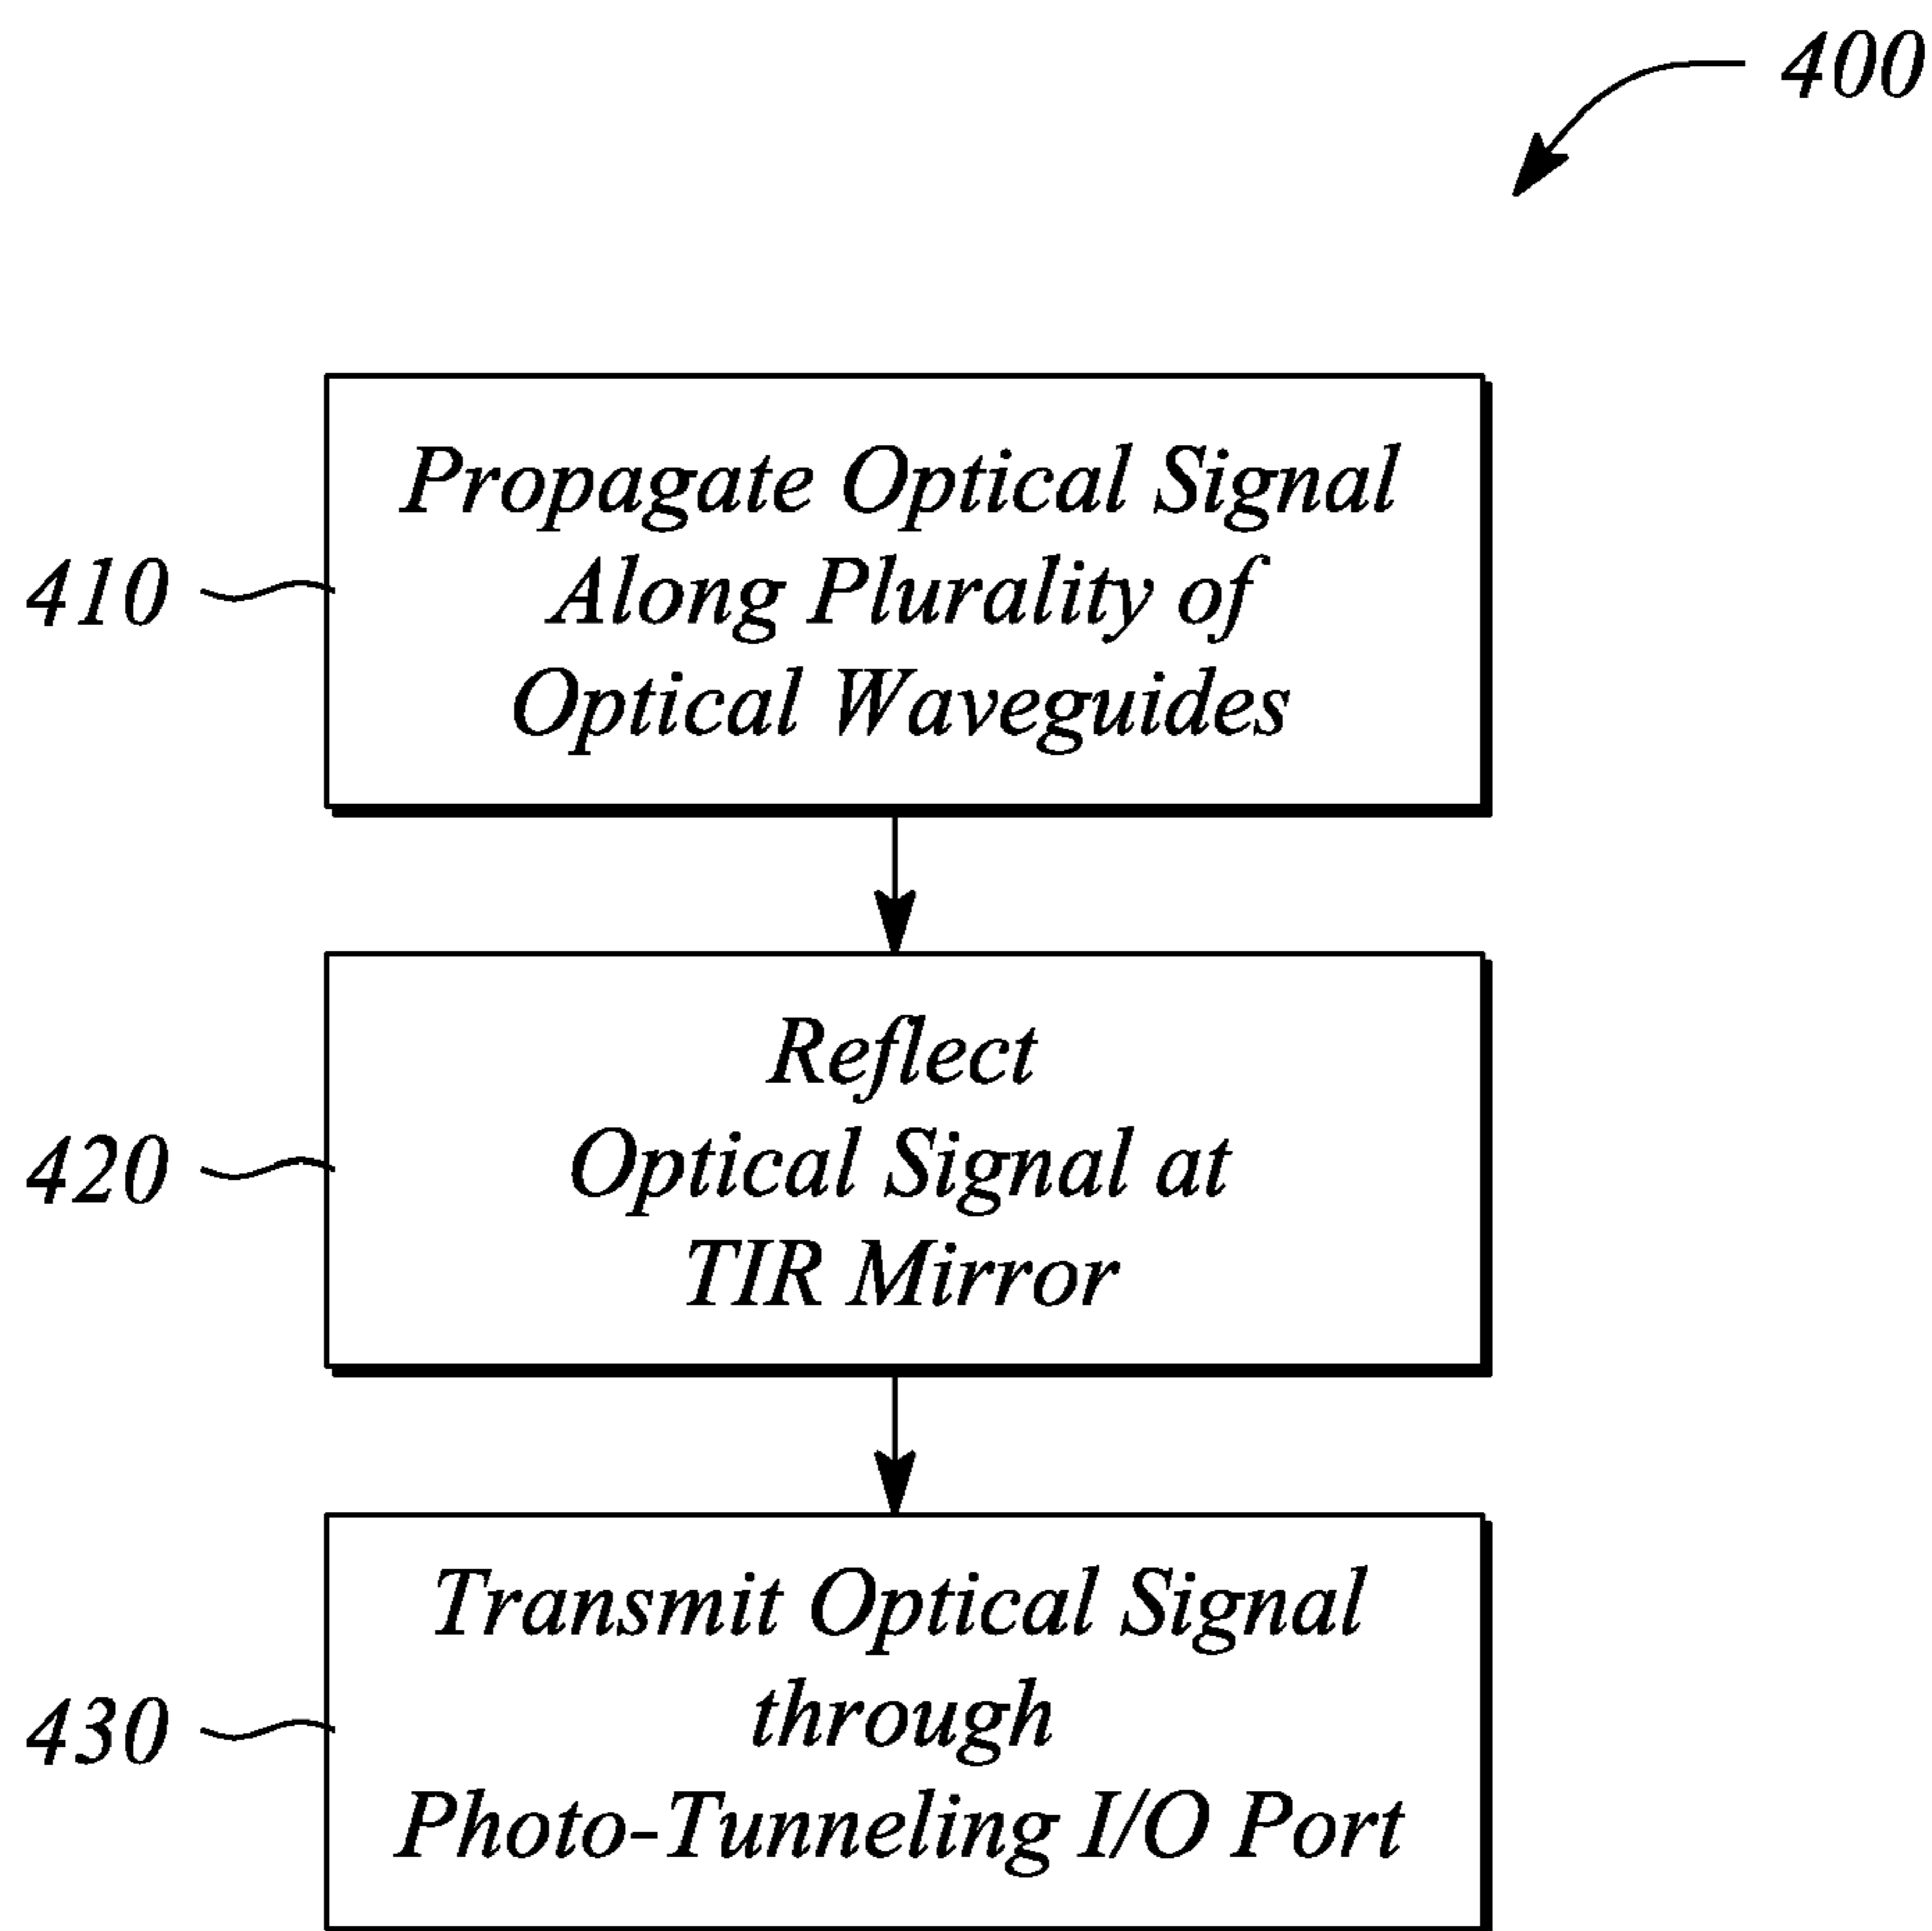 400
Propagate Optical Signal
Along Plurality of
410
Optical Waveguides
Reflect
Optical Signal at
420
TIR Mirror
Transmit Optical Signal
through
430
Photo-Tunneling I/O Port